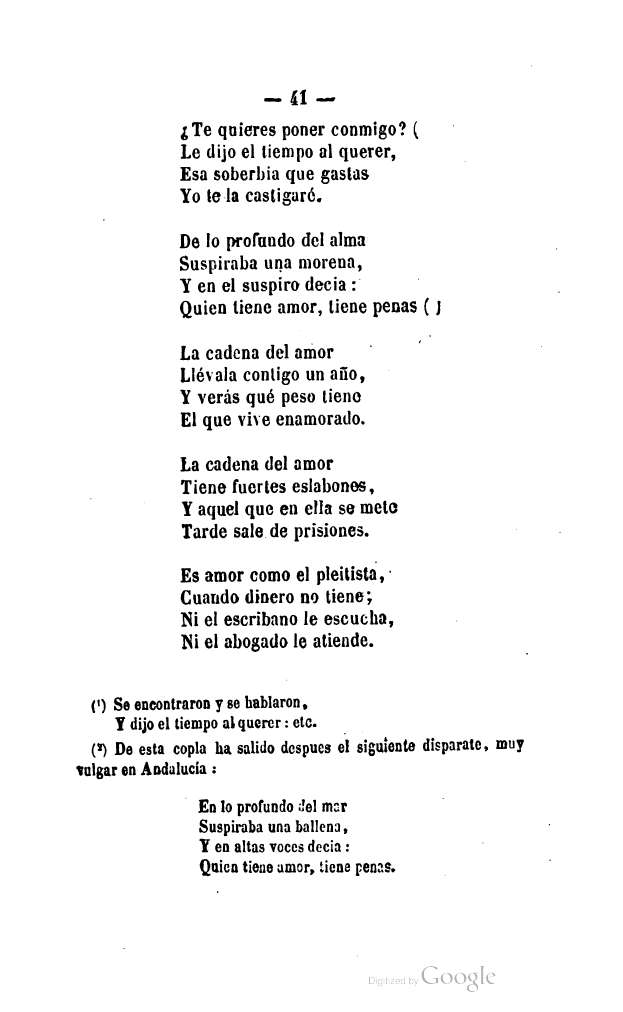 — 41 —
¿Te quieres poner conmigo? (
Le dijo el tiempo al querer,
Esa soberbia que gastas
Yo te la castigaré.
De lo profundo del alma
Suspiraba una morena,
Y en el suspiro decia :
Quien tiene amor, tiene penas ( )
La cadena del amor
Llévala contigo un año,
Y verás qué peso tiene
El que vive enamorado.
La cadena del amor
Tiene fuertes eslabones,
Y aquel que en ella se mete
Tarde sale de prisiones.
Es amor como el pleitista,
Cuando dinero no tiene;
Ni el escribano le escucha,
Ni el abogado le atiende.
(¹) Se encontraron y se hablaron,
Y dijo el tiempo al querer : etc.
(²) De esta copla ha salido despues el siguiente disparate, muy
vulgar en Andalucía :
En lo profundo del mar
Suspiraba una ballena,
Y en altas voces decia :
Quien tiene amor, tiene penas.
Digitized by Google